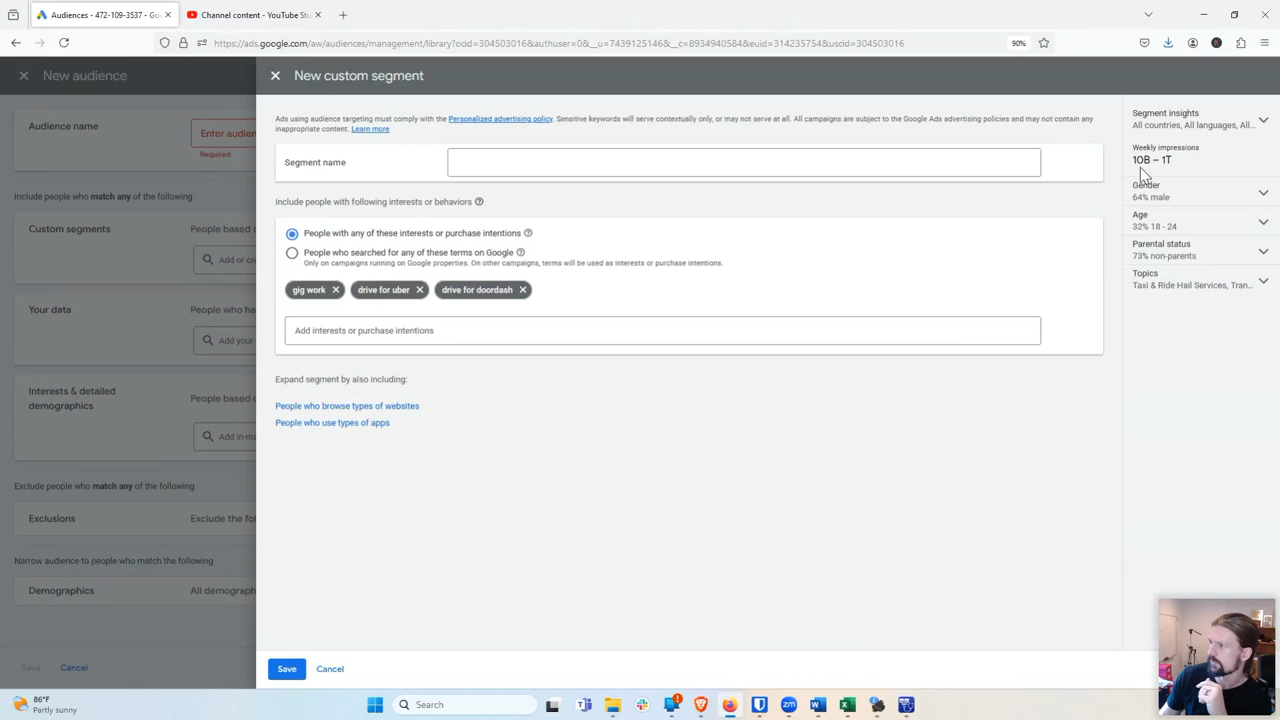 Audiences - 472-109-3537 - Go
Channel content - YouTube Stu
https://ads.google.com/aw/audiences/management/library?ocid=304503016&authuser=0&__u=7439125146&__c=8934940584&euid=314235754&uscid=304503016
90%
New audience
New custom segment
Ads using audience targeting must comply with the Personalized advertising policy. Sensitive keywords will serve contextually only, or may not serve at all. All campaigns are subject to the Google Ads advertising policies and may not contain any
inappropriate content. Learn more
Audience name
Enter audien
Required
Segment name
Include people who match any of the following
Include people with following interests or behaviors
Custom segments
People based o
Add or cre
People with any of these interests or purchase intentions
People who searched for any of these terms on Google
Only on campaigns running on Google properties. On other campaigns, terms will be used as interests or purchase intentions.
gig work
drive for uber
drive for doordash
Your data
People who ha
Add your
Add interests or purchase intentions
Expand segment by also including:
People who browse types of websites
People who use types of apps
Interests & detailed
demographics
People based o
Add in-ma
Exclude people who match any of the following
Exclusions
Exclude the fol
Narrow audience to people who match the following
Demographics
All demograph
Save
Cancel
Save
Cancel
Segment insights
All countries, All languages, All...
Weekly impressions
10B – 1T
Gender
64% male
Age
32% 18 - 24
Parental status
73% non-parents
Topics
Taxi & Ride Hail Services, Tran...
86°F
Partly sunny
Search